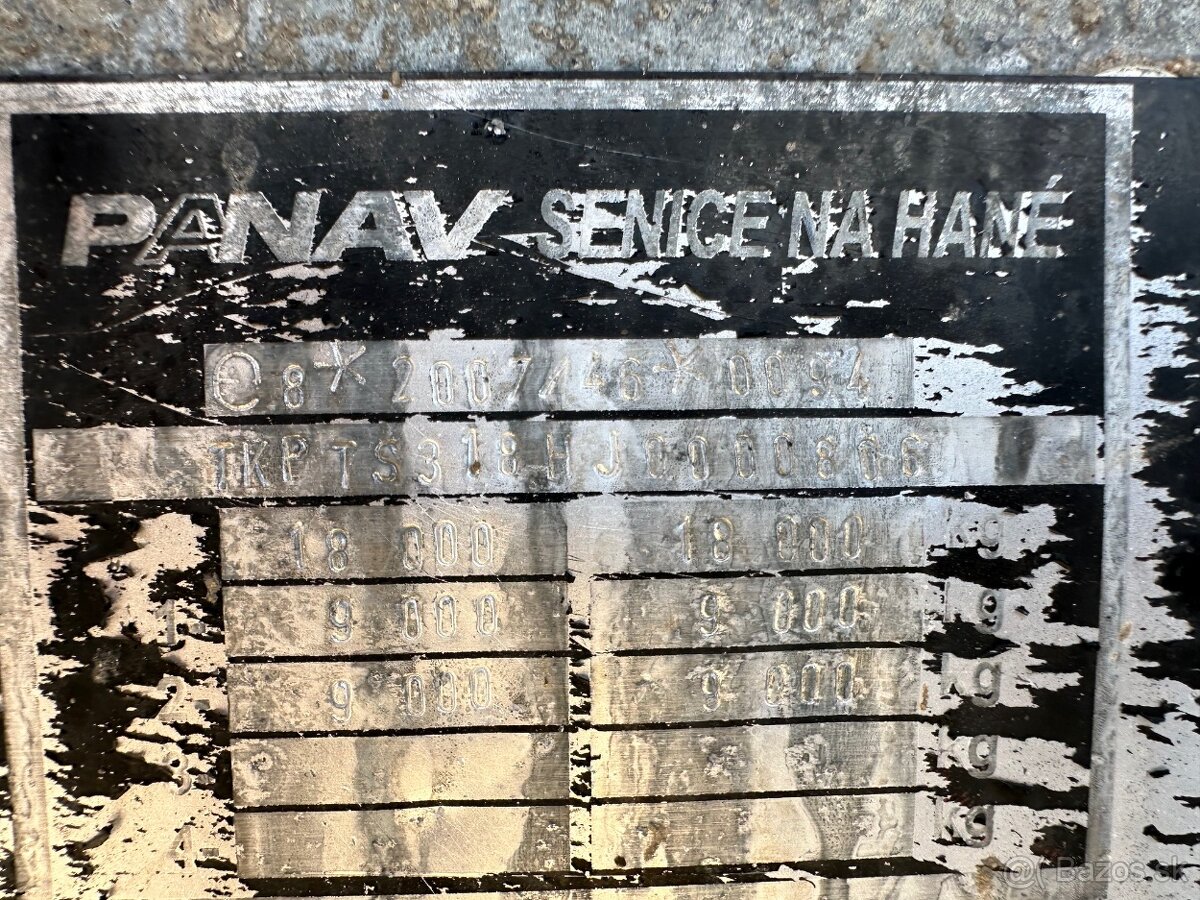 PANAV SENICE NA HANÉ
e8*2007/46*0094
TKPTS318HJ0000806
18 000 18 000 kg
1- 9 000 9 000 kg
2- 9 000 9 000 kg
3- kg
4- kg
@( Bazos.sk